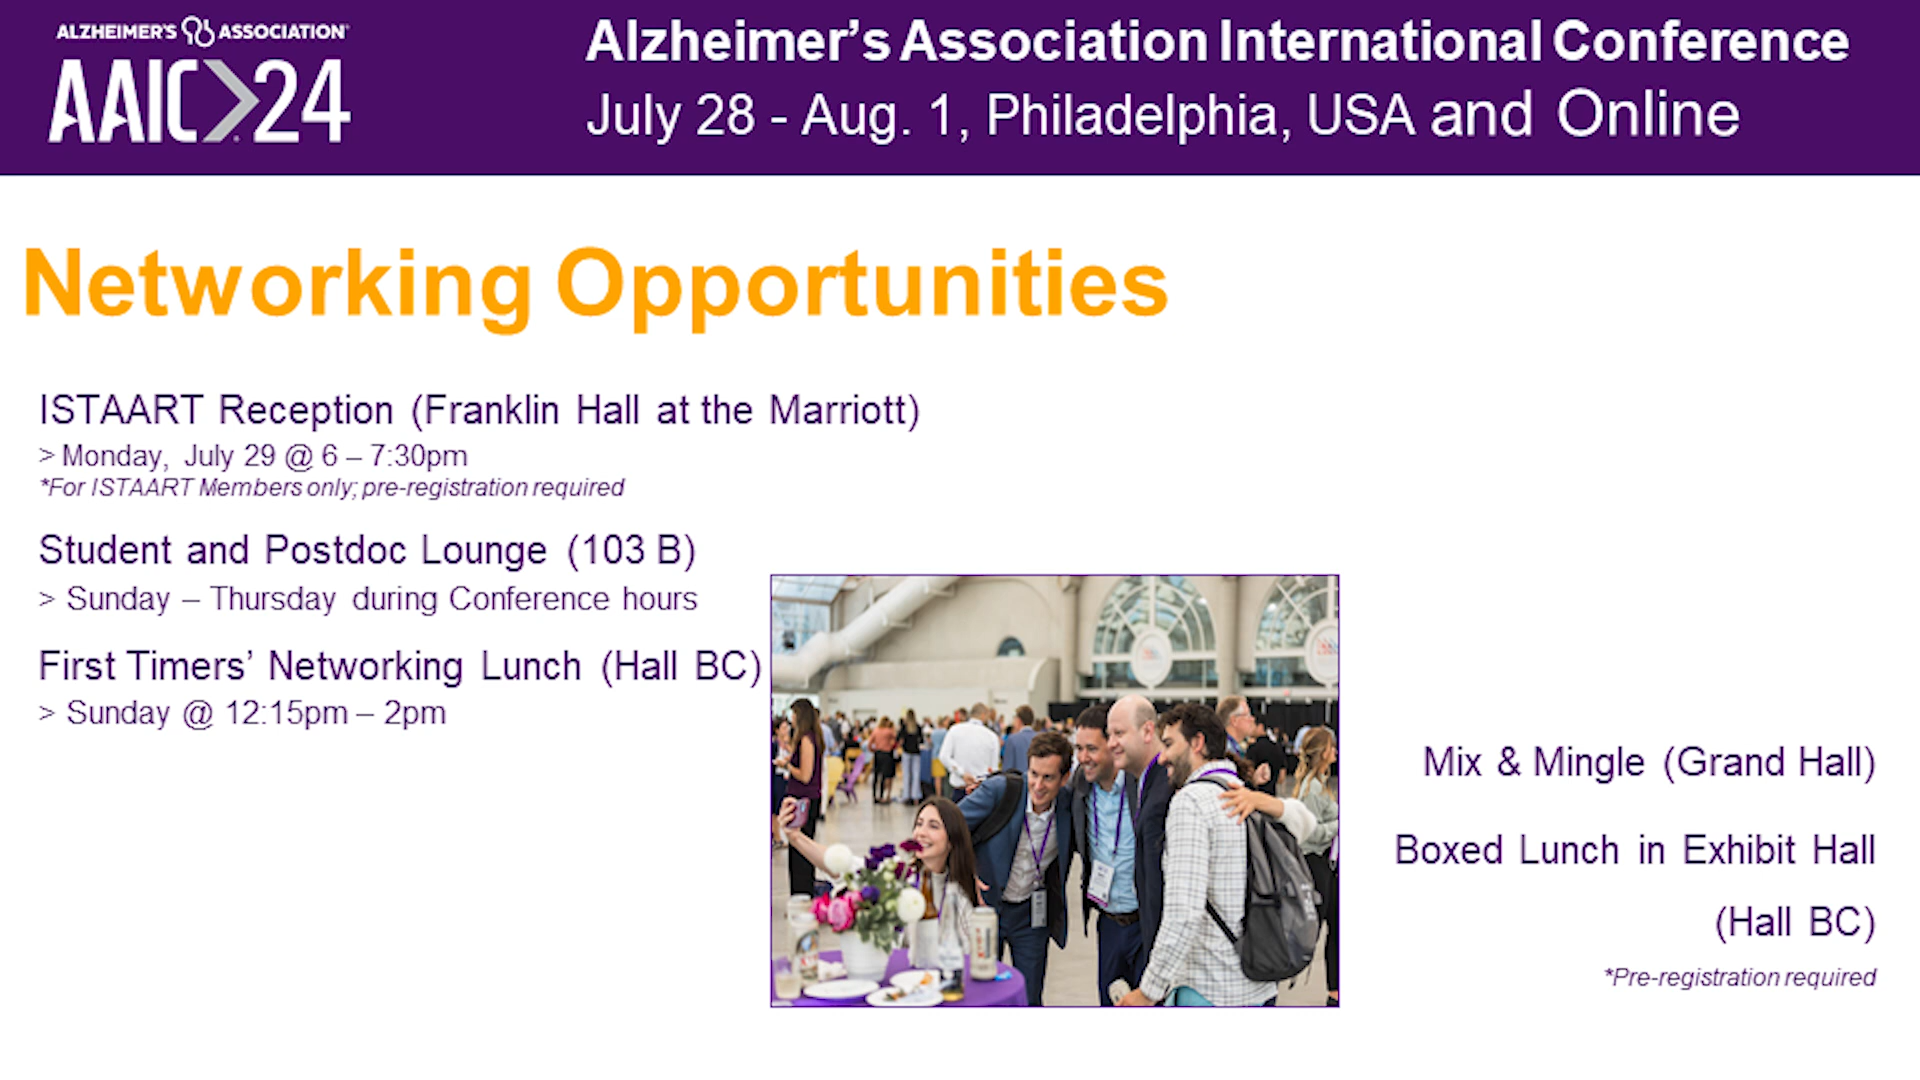 ALZHEIMER'S ASSOCIATION®
AAIC>24
Alzheimer’s Association International Conference
July 28 - Aug. 1, Philadelphia, USA and Online
Networking Opportunities
ISTAART Reception (Franklin Hall at the Marriott)
> Monday, July 29 @ 6 – 7:30pm
*For ISTAART Members only; pre-registration required
Student and Postdoc Lounge (103 B)
> Sunday – Thursday during Conference hours
First Timers’ Networking Lunch (Hall BC)
> Sunday @ 12:15pm – 2pm
Mix & Mingle (Grand Hall)
Boxed Lunch in Exhibit Hall
(Hall BC)
*Pre-registration required